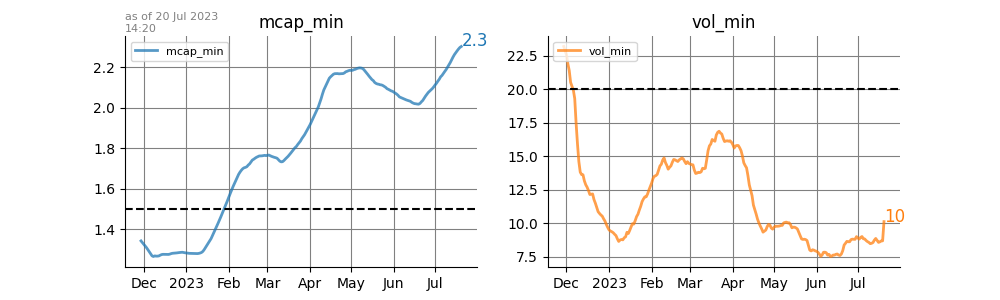 as of 20 Jul 2023
14:20
mcap_min
mcap_min
2.3
2.2
2.0
1.8
1.6
1.4
Dec 2023 Feb Mar Apr May Jun Jul
vol_min
vol_min
22.5
20.0
17.5
15.0
12.5
10.0
7.5
10
Dec 2023 Feb Mar Apr May Jun Jul